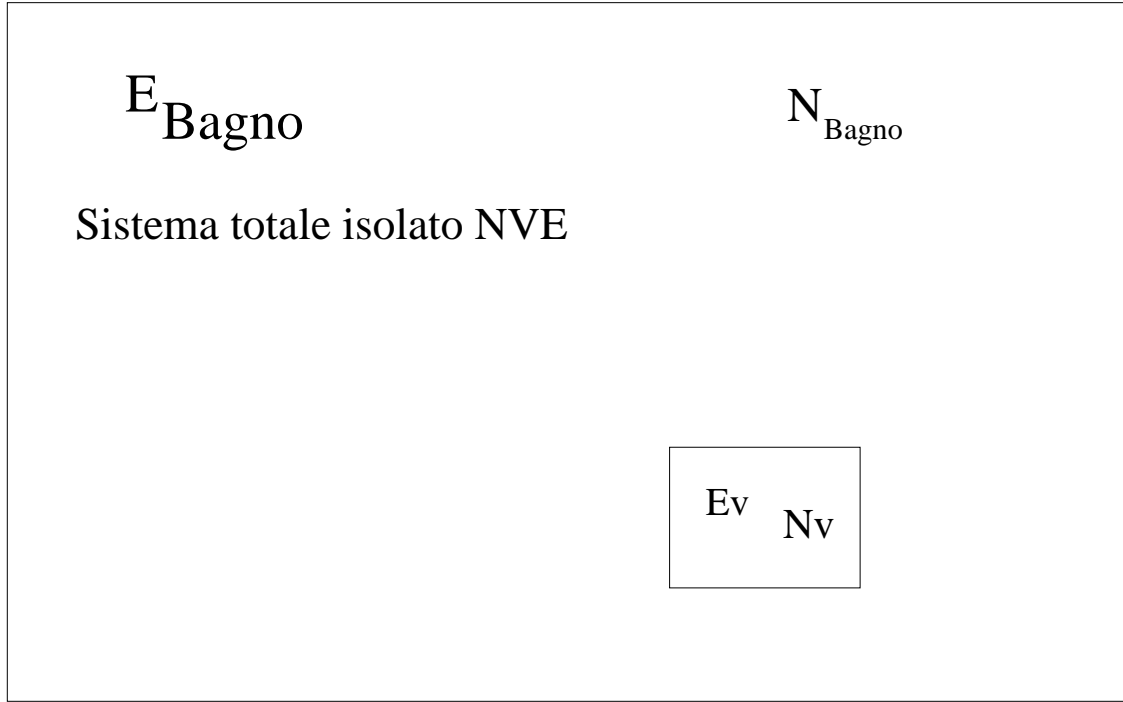 E_Bagno
N_Bagno
Sistema totale isolato NVE
Ev
Nv